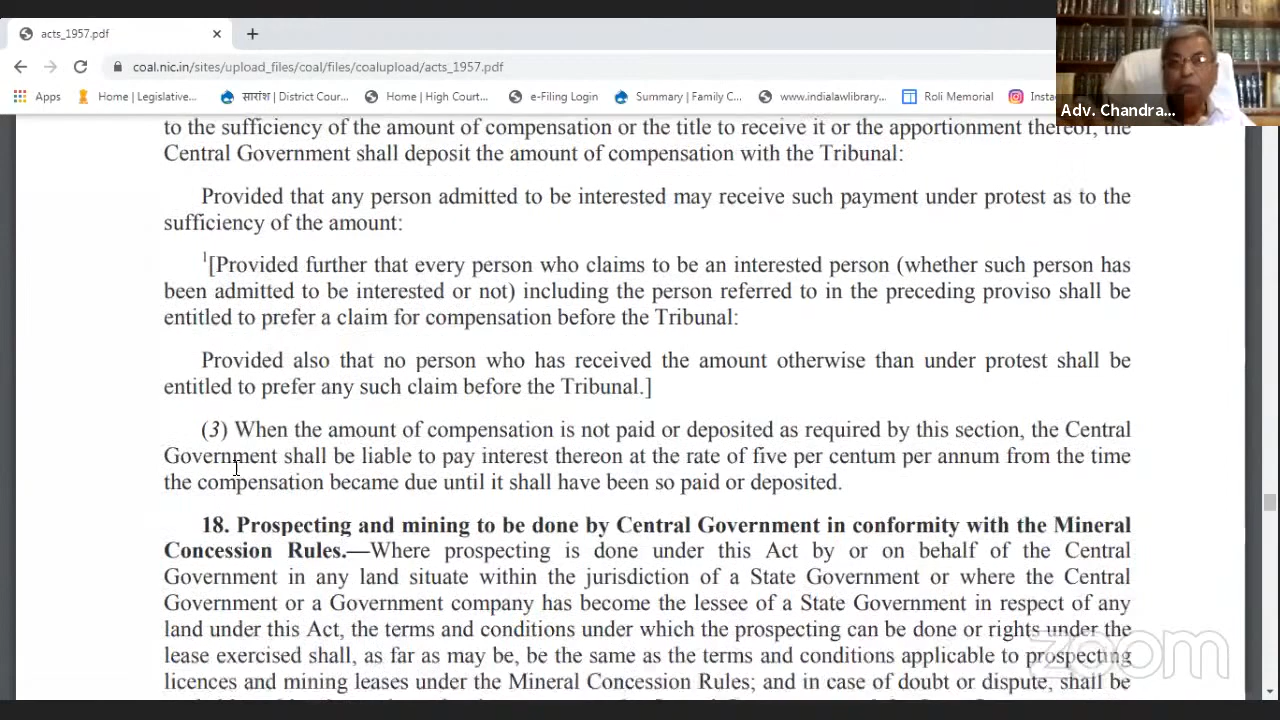 acts_1957.pdf
coal.nic.in/sites/upload_files/coal/files/coalupload/acts_1957.pdf
Apps Home | Legislative... सारांश | District Cour... Home | High Court... e-Filing Login Summary | Family C... www.indialawlibrary... Roli Memorial Insta
Adv. Chandra...
to the sufficiency of the amount of compensation or the title to receive it or the apportionment thereof, the
Central Government shall deposit the amount of compensation with the Tribunal:
Provided that any person admitted to be interested may receive such payment under protest as to the
sufficiency of the amount:
1[Provided further that every person who claims to be an interested person (whether such person has
been admitted to be interested or not) including the person referred to in the preceding proviso shall be
entitled to prefer a claim for compensation before the Tribunal:
Provided also that no person who has received the amount otherwise than under protest shall be
entitled to prefer any such claim before the Tribunal.]
(3) When the amount of compensation is not paid or deposited as required by this section, the Central
Government shall be liable to pay interest thereon at the rate of five per centum per annum from the time
the compensation became due until it shall have been so paid or deposited.
18. Prospecting and mining to be done by Central Government in conformity with the Mineral
Concession Rules.—Where prospecting is done under this Act by or on behalf of the Central
Government in any land situate within the jurisdiction of a State Government or where the Central
Government or a Government company has become the lessee of a State Government in respect of any
land under this Act, the terms and conditions under which the prospecting can be done or rights under the
lease exercised shall, as far as may be, be the same as the terms and conditions applicable to prospecting
licences and mining leases under the Mineral Concession Rules; and in case of doubt or dispute, shall be
zoom